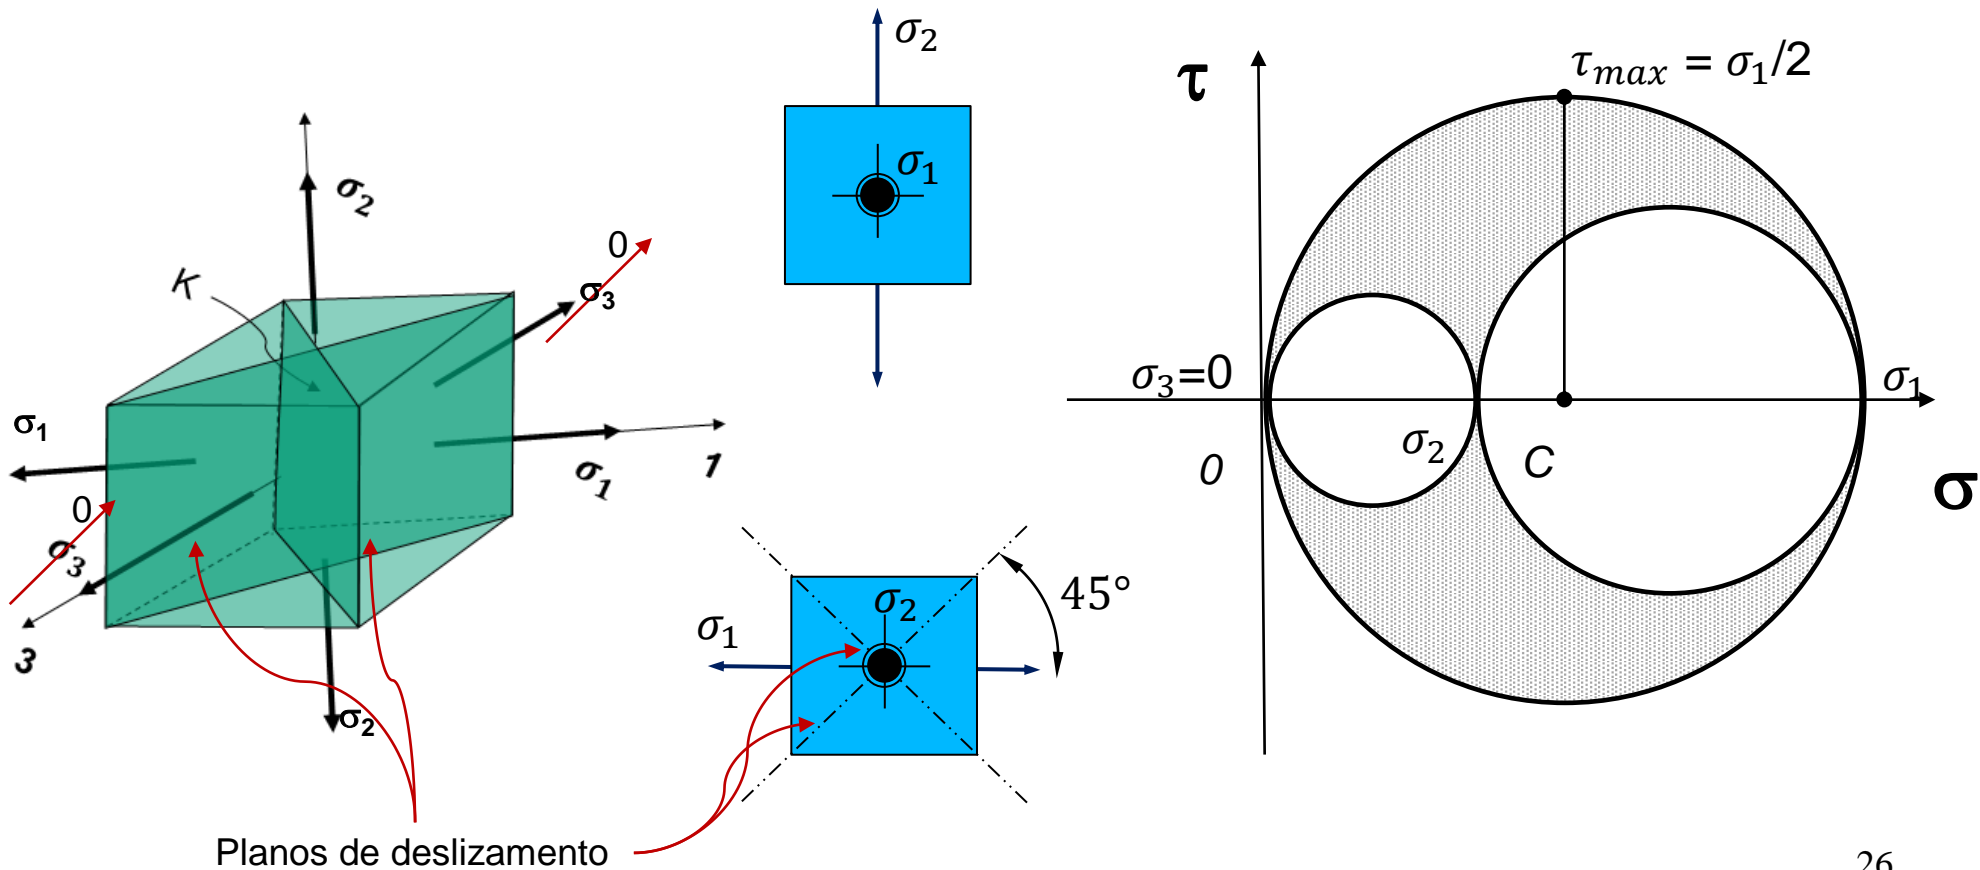 σ₂
K
0
σ₃
σ₁
σ₁
1
0
σ₃
3
σ₂
σ₂
σ₁
σ₂
σ₁
45°
Planos de deslizamento
τ
τₘₐₓ = σ₁/2
σ₃=0
σ₁
σ₂
C
0
σ
26